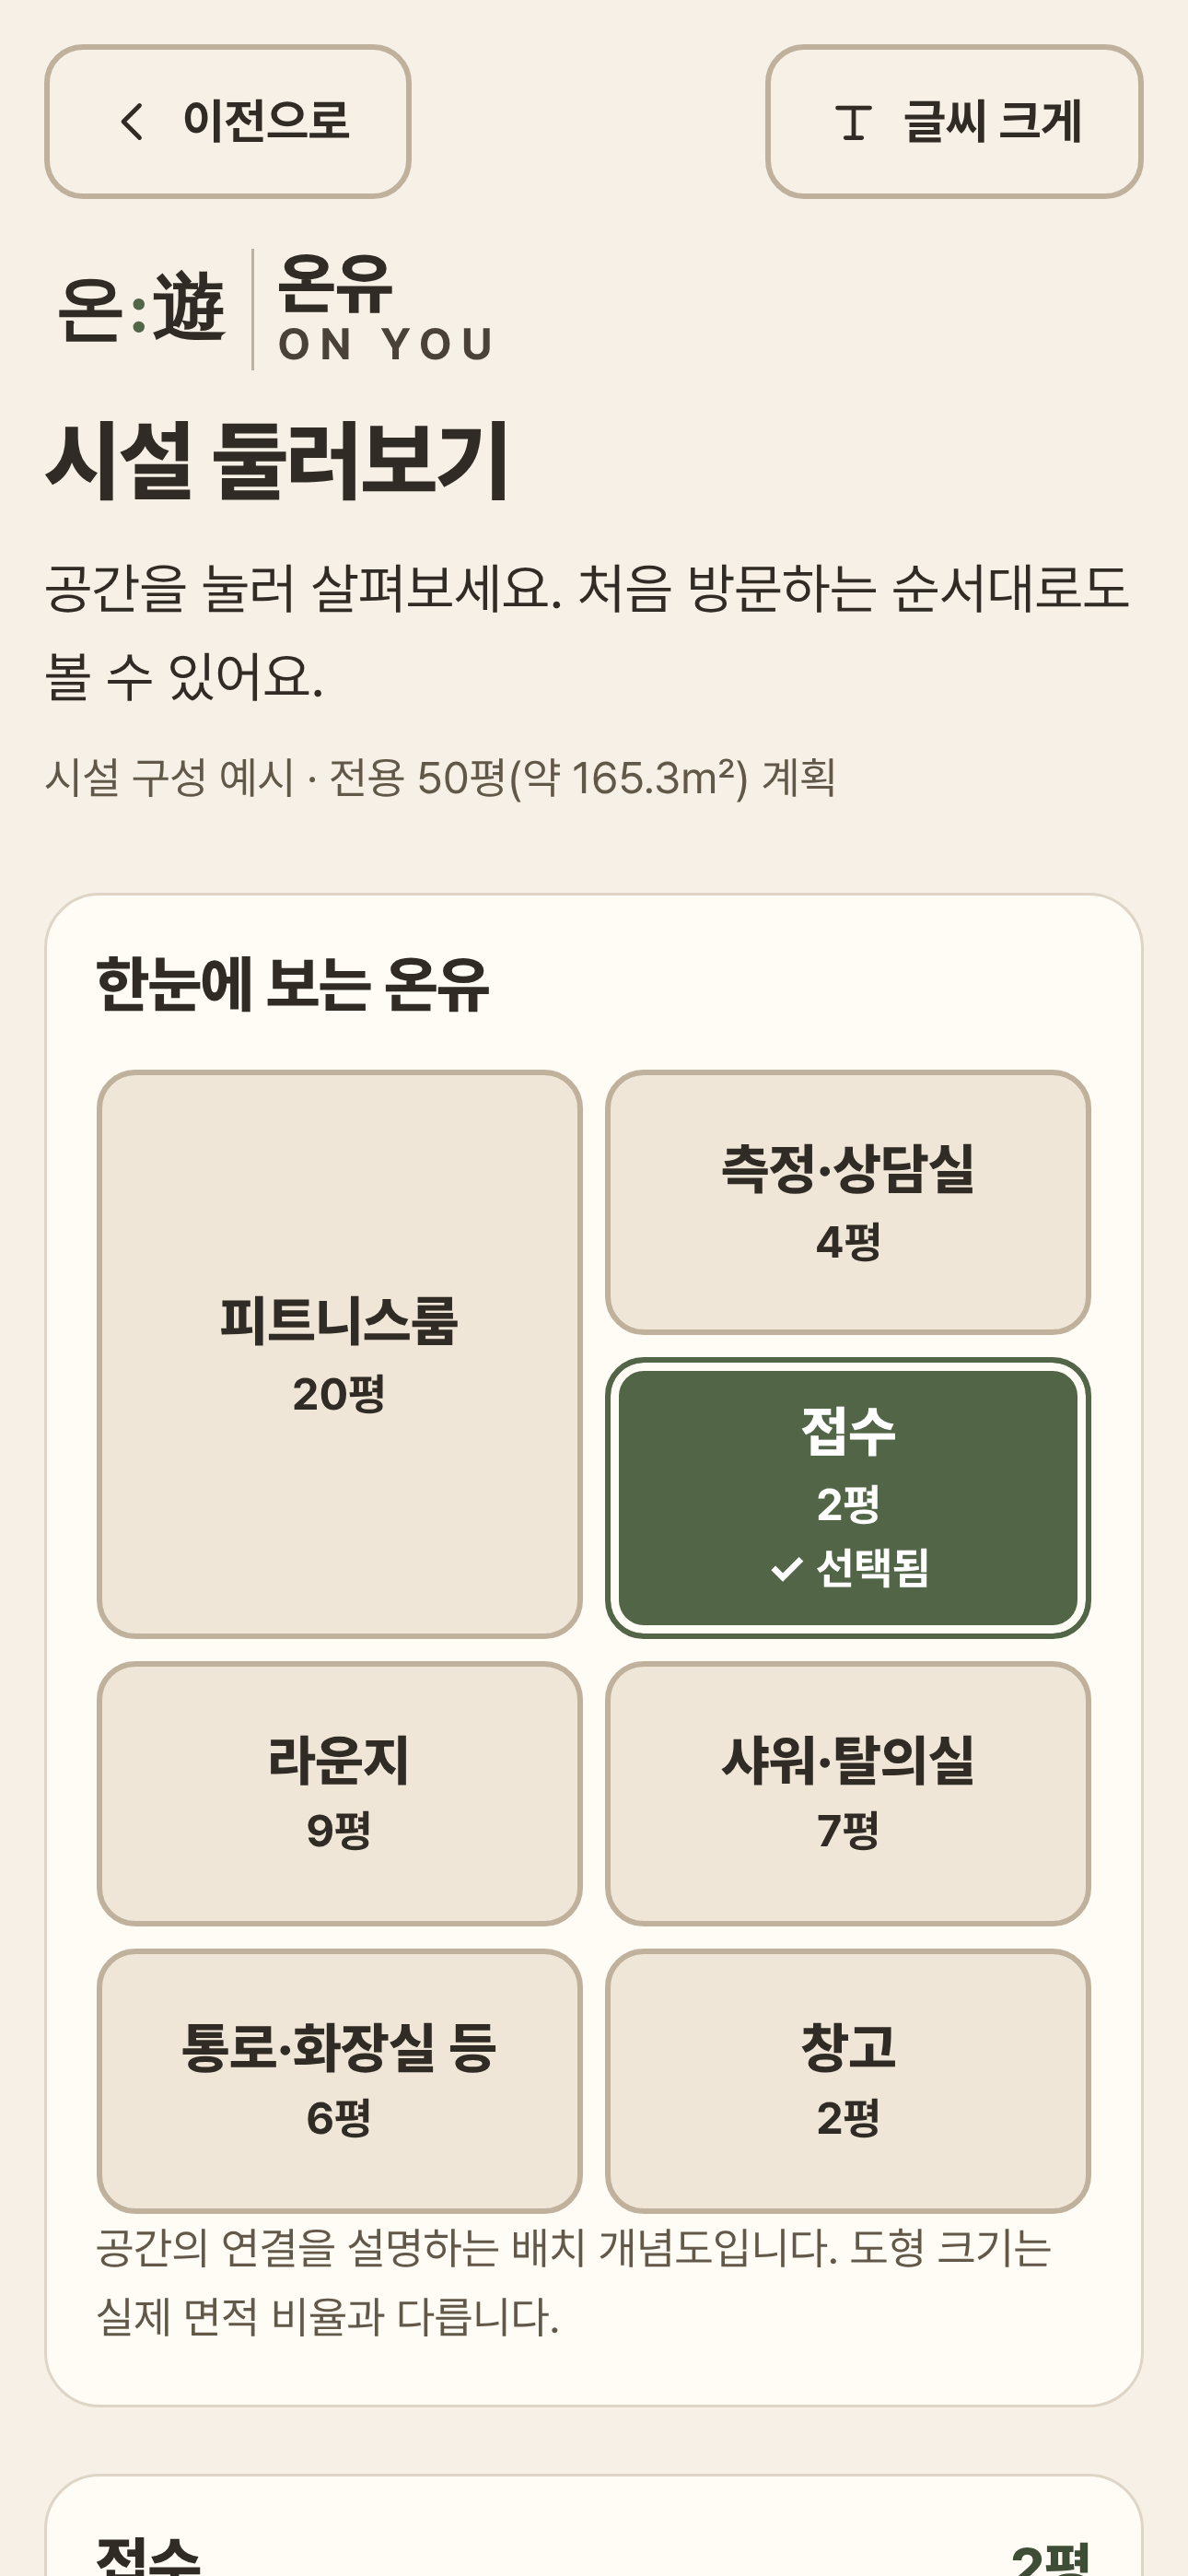 이전으로
글씨 크게
온:遊
온유
ON YOU
시설 둘러보기
공간을 눌러 살펴보세요. 처음 방문하는 순서대로도
볼 수 있어요.
시설 구성 예시 · 전용 50평(약 165.3m²) 계획
한눈에 보는 온유
피트니스룸
20평
측정·상담실
4평
접수
2평
✓ 선택됨
라운지
9평
샤워·탈의실
7평
통로·화장실 등
6평
창고
2평
공간의 연결을 설명하는 배치 개념도입니다. 도형 크기는
실제 면적 비율과 다릅니다.
접수
2평